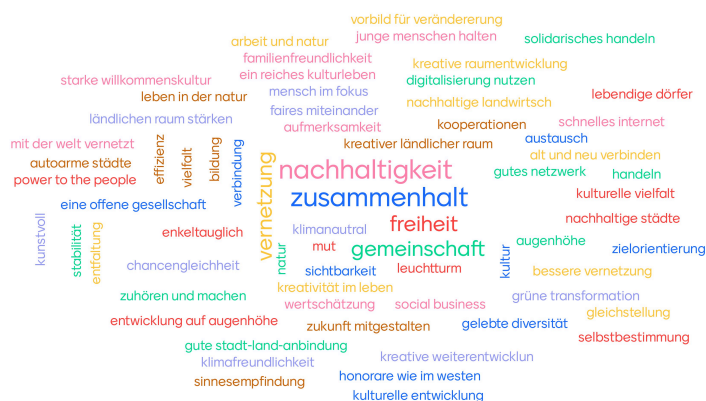 vorbild für verändererung
junge menschen halten
arbeit und natur
solidarisches handeln
familienfreundlichkeit
kreative raumentwicklung
ein reiches kulturleben
starke willkommenskultur
digitalisierung nutzen
mensch im fokus
lebendige dörfer
leben in der natur
nachhaltige landwirtsch
faires miteinander
ländlichen raum stärken
schnelles internet
aufmerksamkeit
kooperationen
austausch
mit der welt vernetzt
kreativer ländlicher raum
effizienz
vielfalt
bildung
verbindung
alt und neu verbinden
autoarme städte
nachhaltigkeit
gutes netzwerk
handeln
power to the people
kulturelle vielfalt
zusammenhalt
eine offene gesellschaft
vernetzung
nachhaltige städte
freiheit
kunstvoll
stabilität
entfaltung
enkeltauglich
klimanautral
augenhöhe
mut
gemeinschaft
zielorientierung
natur
kultur
chancengleichheit
sichtbarkeit
leuchtturm
bessere vernetzung
kreativität im leben
zuhören und machen
grüne transformation
wertschätzung
social business
gleichstellung
entwicklung auf augenhöhe
zukunft mitgestalten
gelebte diversität
selbstbestimmung
gute stadt-land-anbindung
kreative weiterentwicklun
klimafreundlichkeit
honorare wie im westen
sinnesempfindung
kulturelle entwicklung